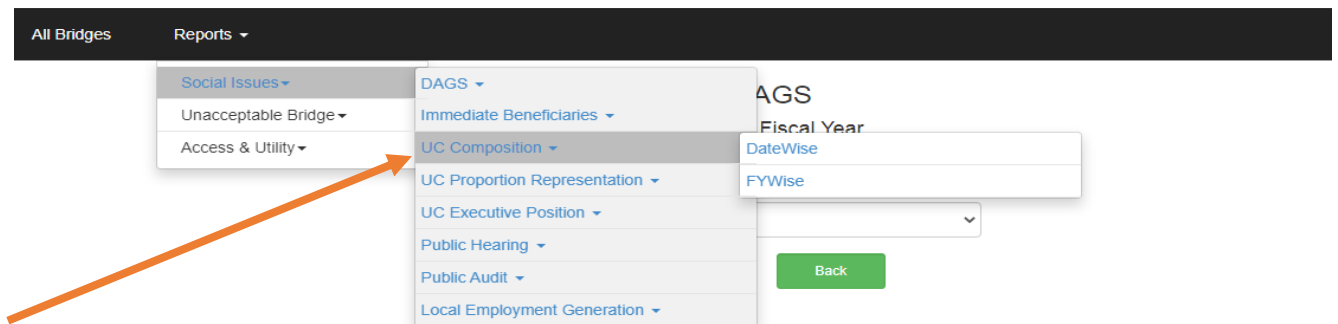 All Bridges Reports
Social Issues
Unacceptable Bridge
Access & Utility
DAGS
Immediate Beneficiaries
UC Composition
UC Proportion Representation
UC Executive Position
Public Hearing
Public Audit
Local Employment Generation
DateWise
FYWise
AGS
Fiscal Year
Back